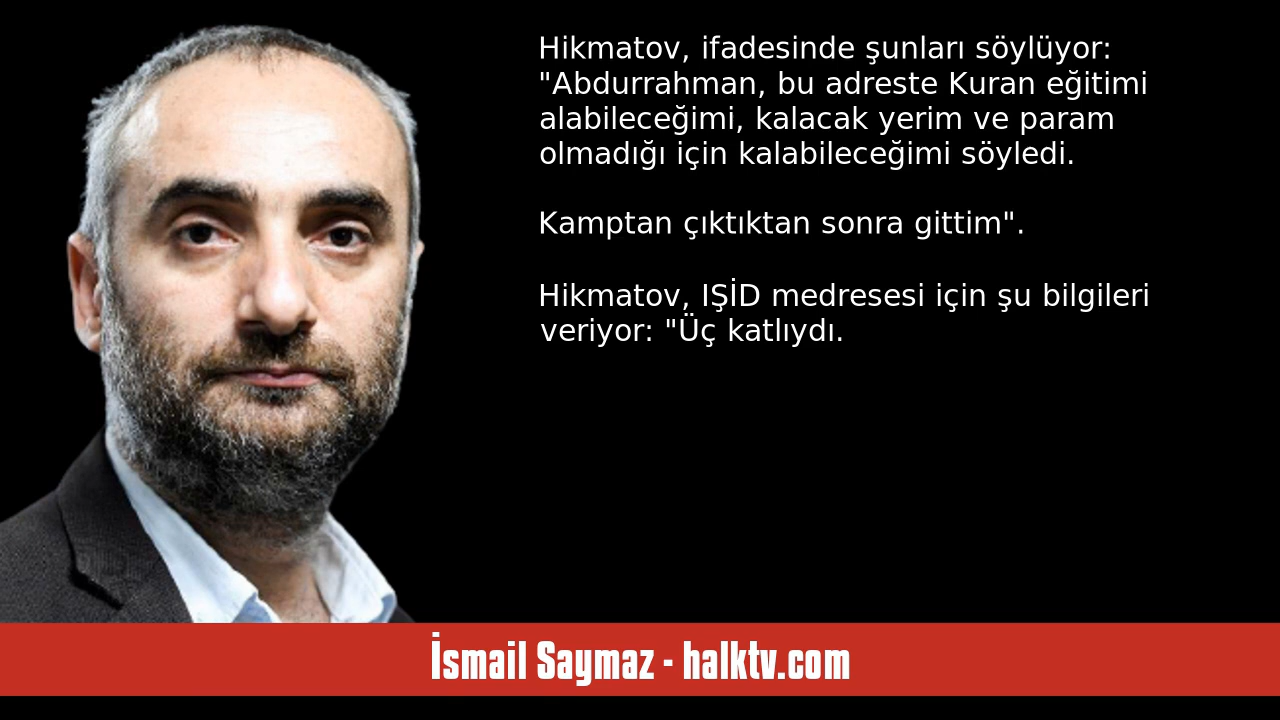 Hikmatov, ifadesinde şunları söylüyor:
"Abdurrahman, bu adreste Kuran eğitimi
alabileceğimi, kalacak yerim ve param
olmadığı için kalabileceğimi söyledi.
Kamptan çıktıktan sonra gittim".
Hikmatov, IŞİD medresesi için şu bilgileri
veriyor: "Üç katlıydı.
İsmail Saymaz - halktv.com